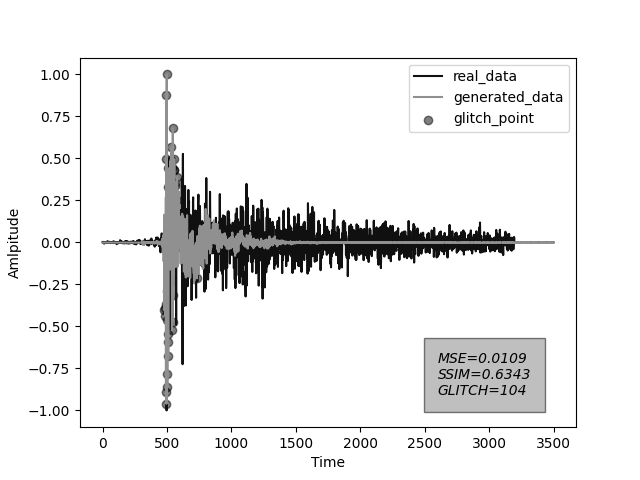 real_data
generated_data
glitch_point
1.00
0.75
0.50
0.25
0.00
−0.25
−0.50
−0.75
−1.00
Amlpitude
MSE=0.0109
SSIM=0.6343
GLITCH=104
0 500 1000 1500 2000 2500 3000 3500
Time